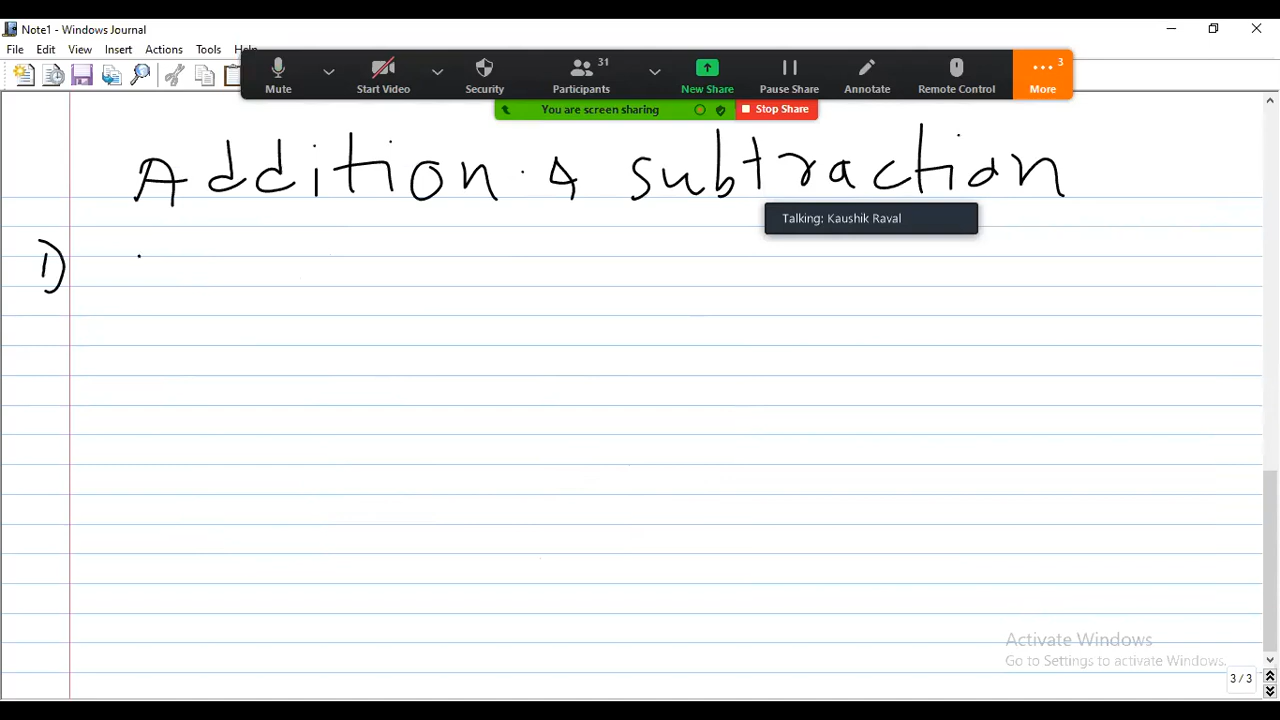 Note1 - Windows Journal
File Edit View Insert Actions Tools Help
31
3
Mute Start Video Security Participants New Share Pause Share Annotate Remote Control More
You are screen sharing Stop Share
Addition & subtraction
Talking: Kaushik Raval
1)
Activate Windows
Go to Settings to activate Windows.
3 / 3